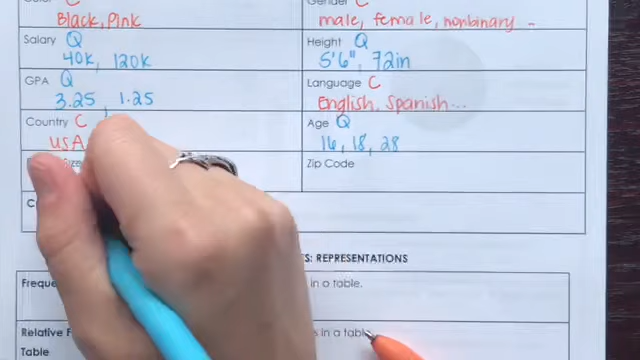 C
Black, Pink
Gender C
male, female, nonbinary ..
Salary Q
40k, 120k
Height Q
5'6", 72in
GPA Q
3.25, 1.25
Language C
English, Spanish...
Country C
USA
Age Q
16, 18, 28
Size
Zip Code
C
S: REPRESENTATIONS
Freque
in a table.
Relative F
s in a table
Table